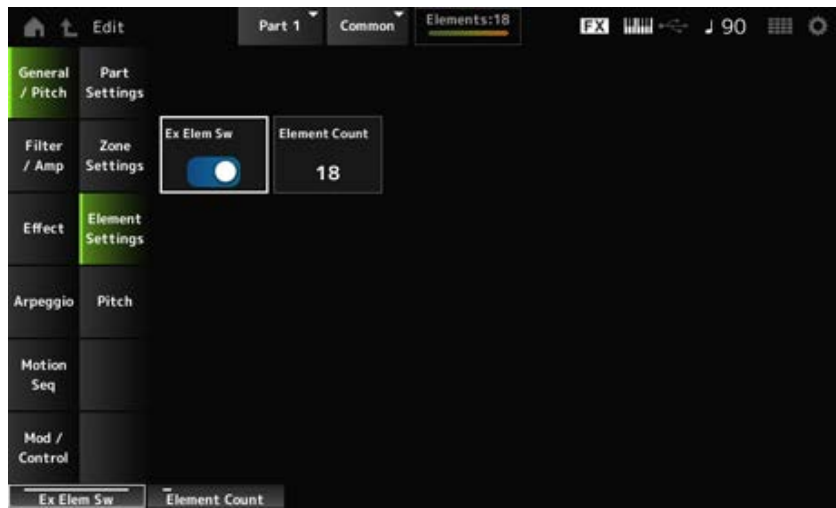 Edit
Part 1
Common
Elements:18
FX
♩ 90
General
/ Pitch
Part
Settings
Filter
/ Amp
Zone
Settings
Ex Elem Sw
Element Count
18
Effect
Element
Settings
Arpeggio
Pitch
Motion
Seq
Mod /
Control
Ex Elem Sw
Element Count